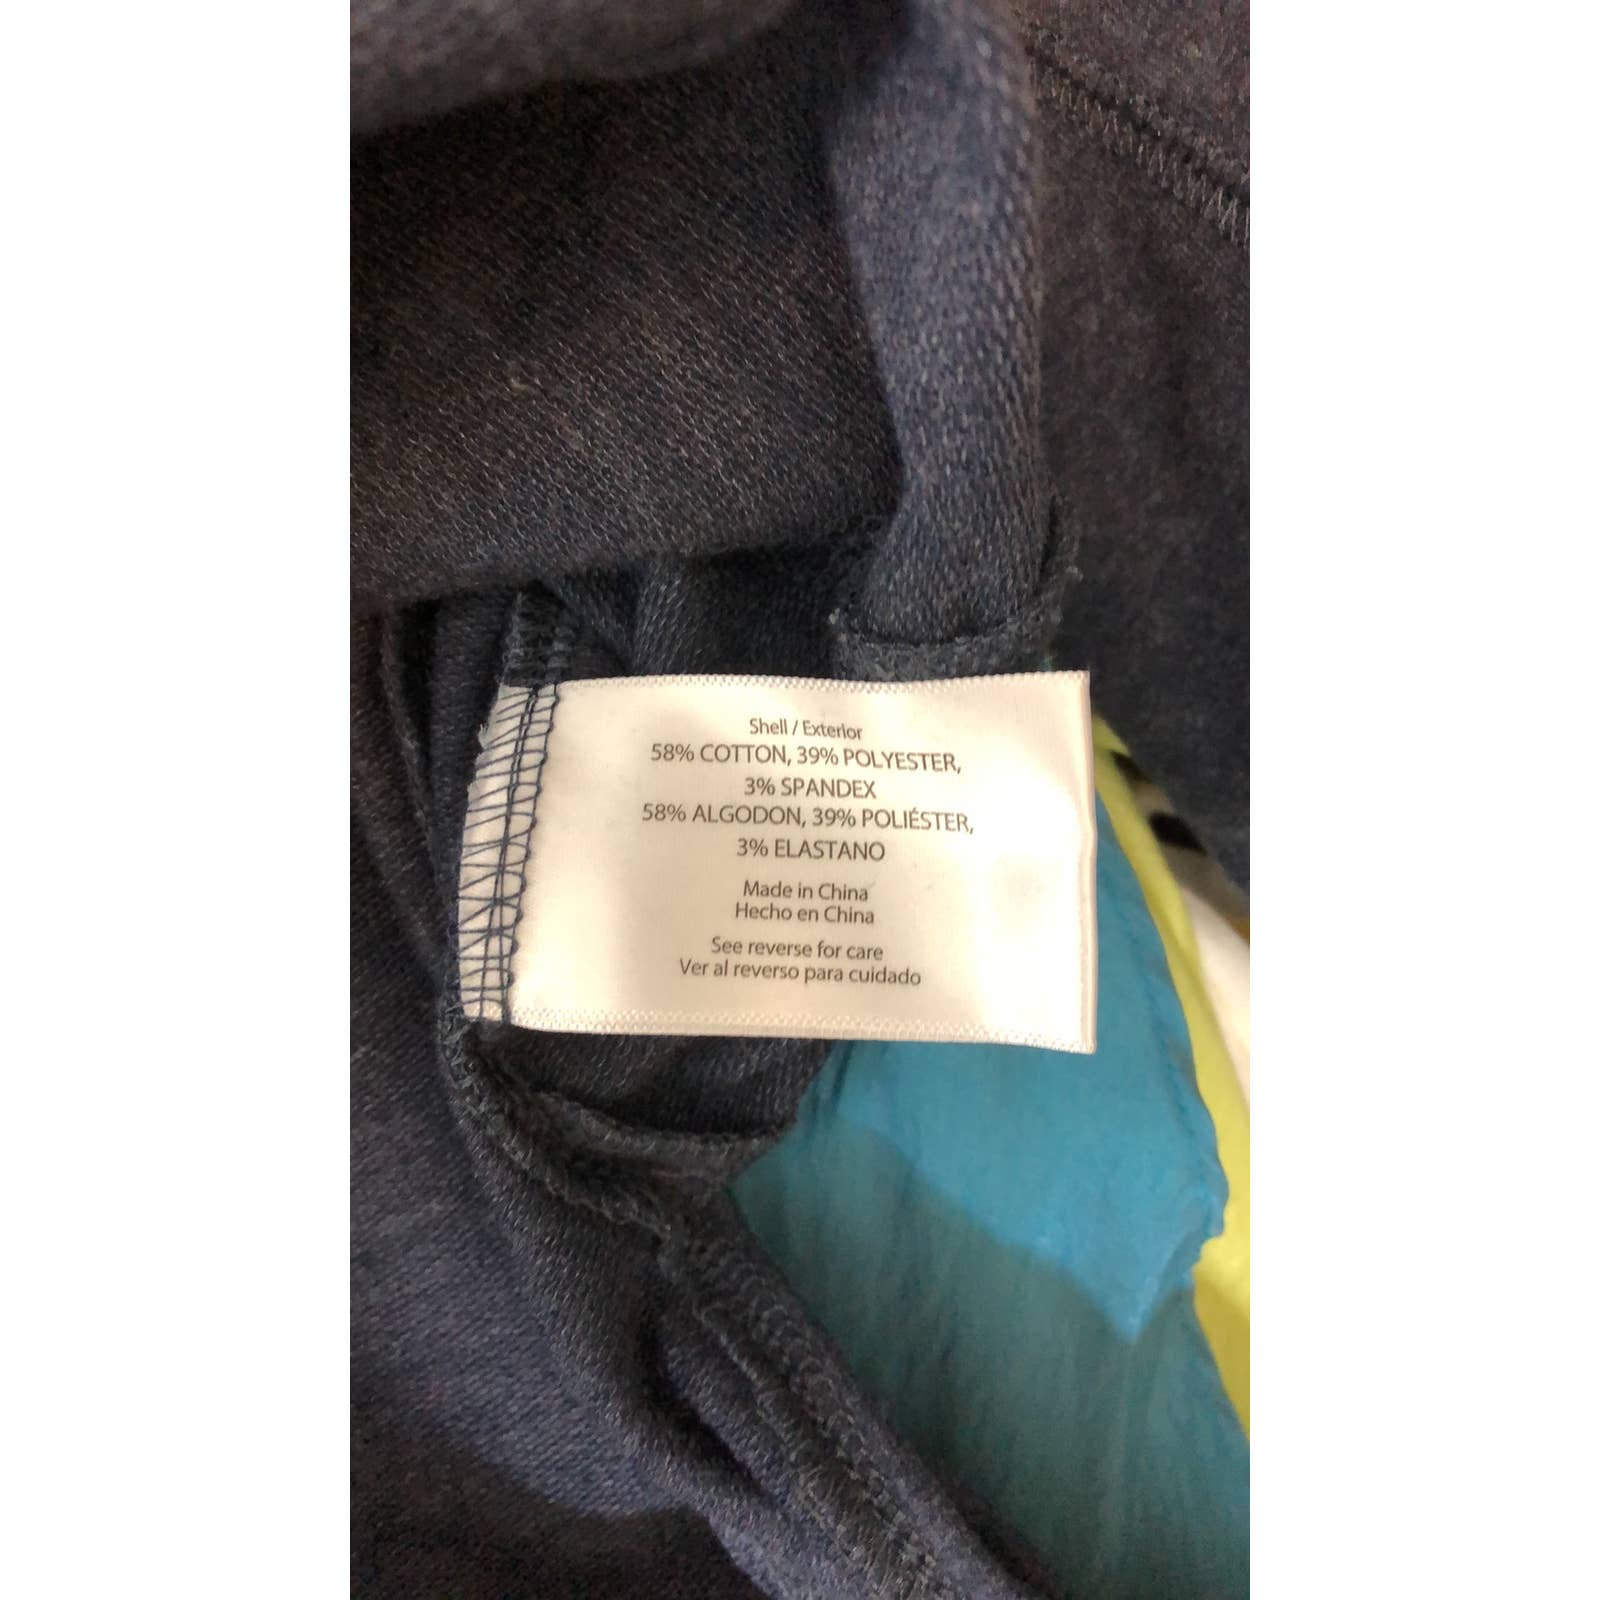 Shell / Exterior
58% COTTON, 39% POLYESTER,
3% SPANDEX
58% ALGODON, 39% POLIÉSTER,
3% ELASTANO
Made in China
Hecho en China
See reverse for care
Ver al reverso para cuidado